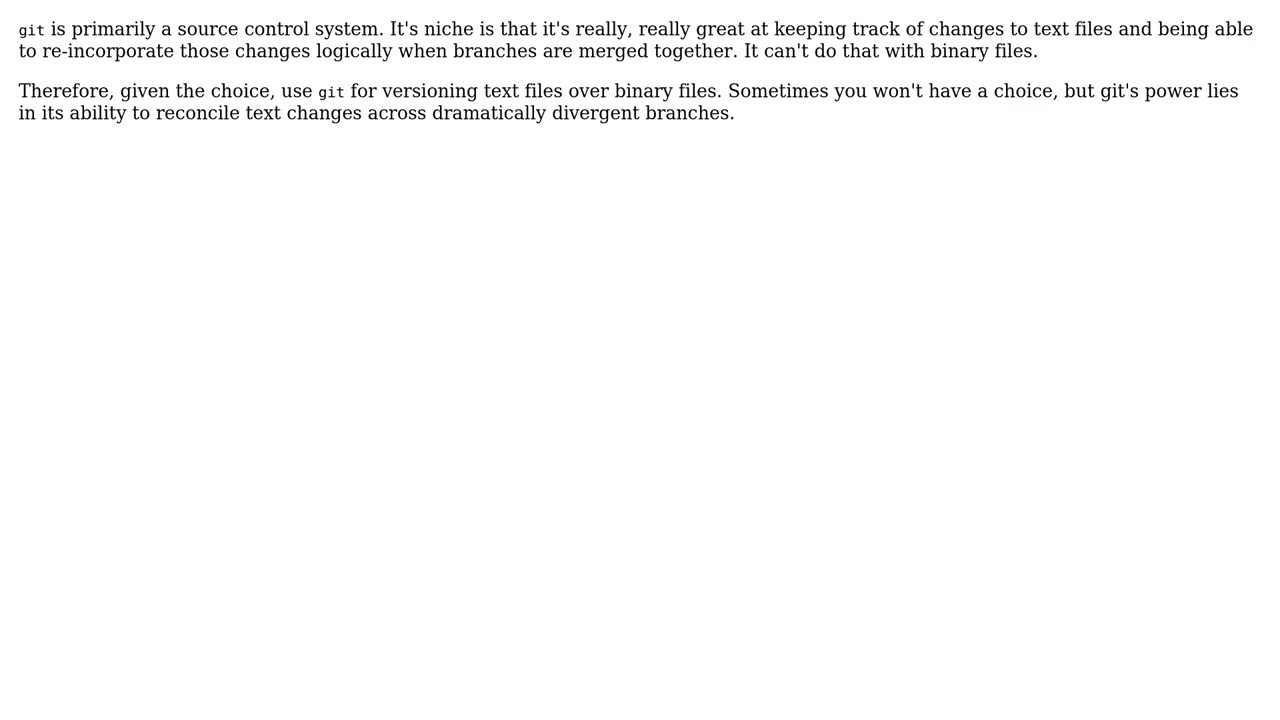 git is primarily a source control system. It's niche is that it's really, really great at keeping track of changes to text files and being able
to re-incorporate those changes logically when branches are merged together. It can't do that with binary files.
Therefore, given the choice, use git for versioning text files over binary files. Sometimes you won't have a choice, but git's power lies
in its ability to reconcile text changes across dramatically divergent branches.